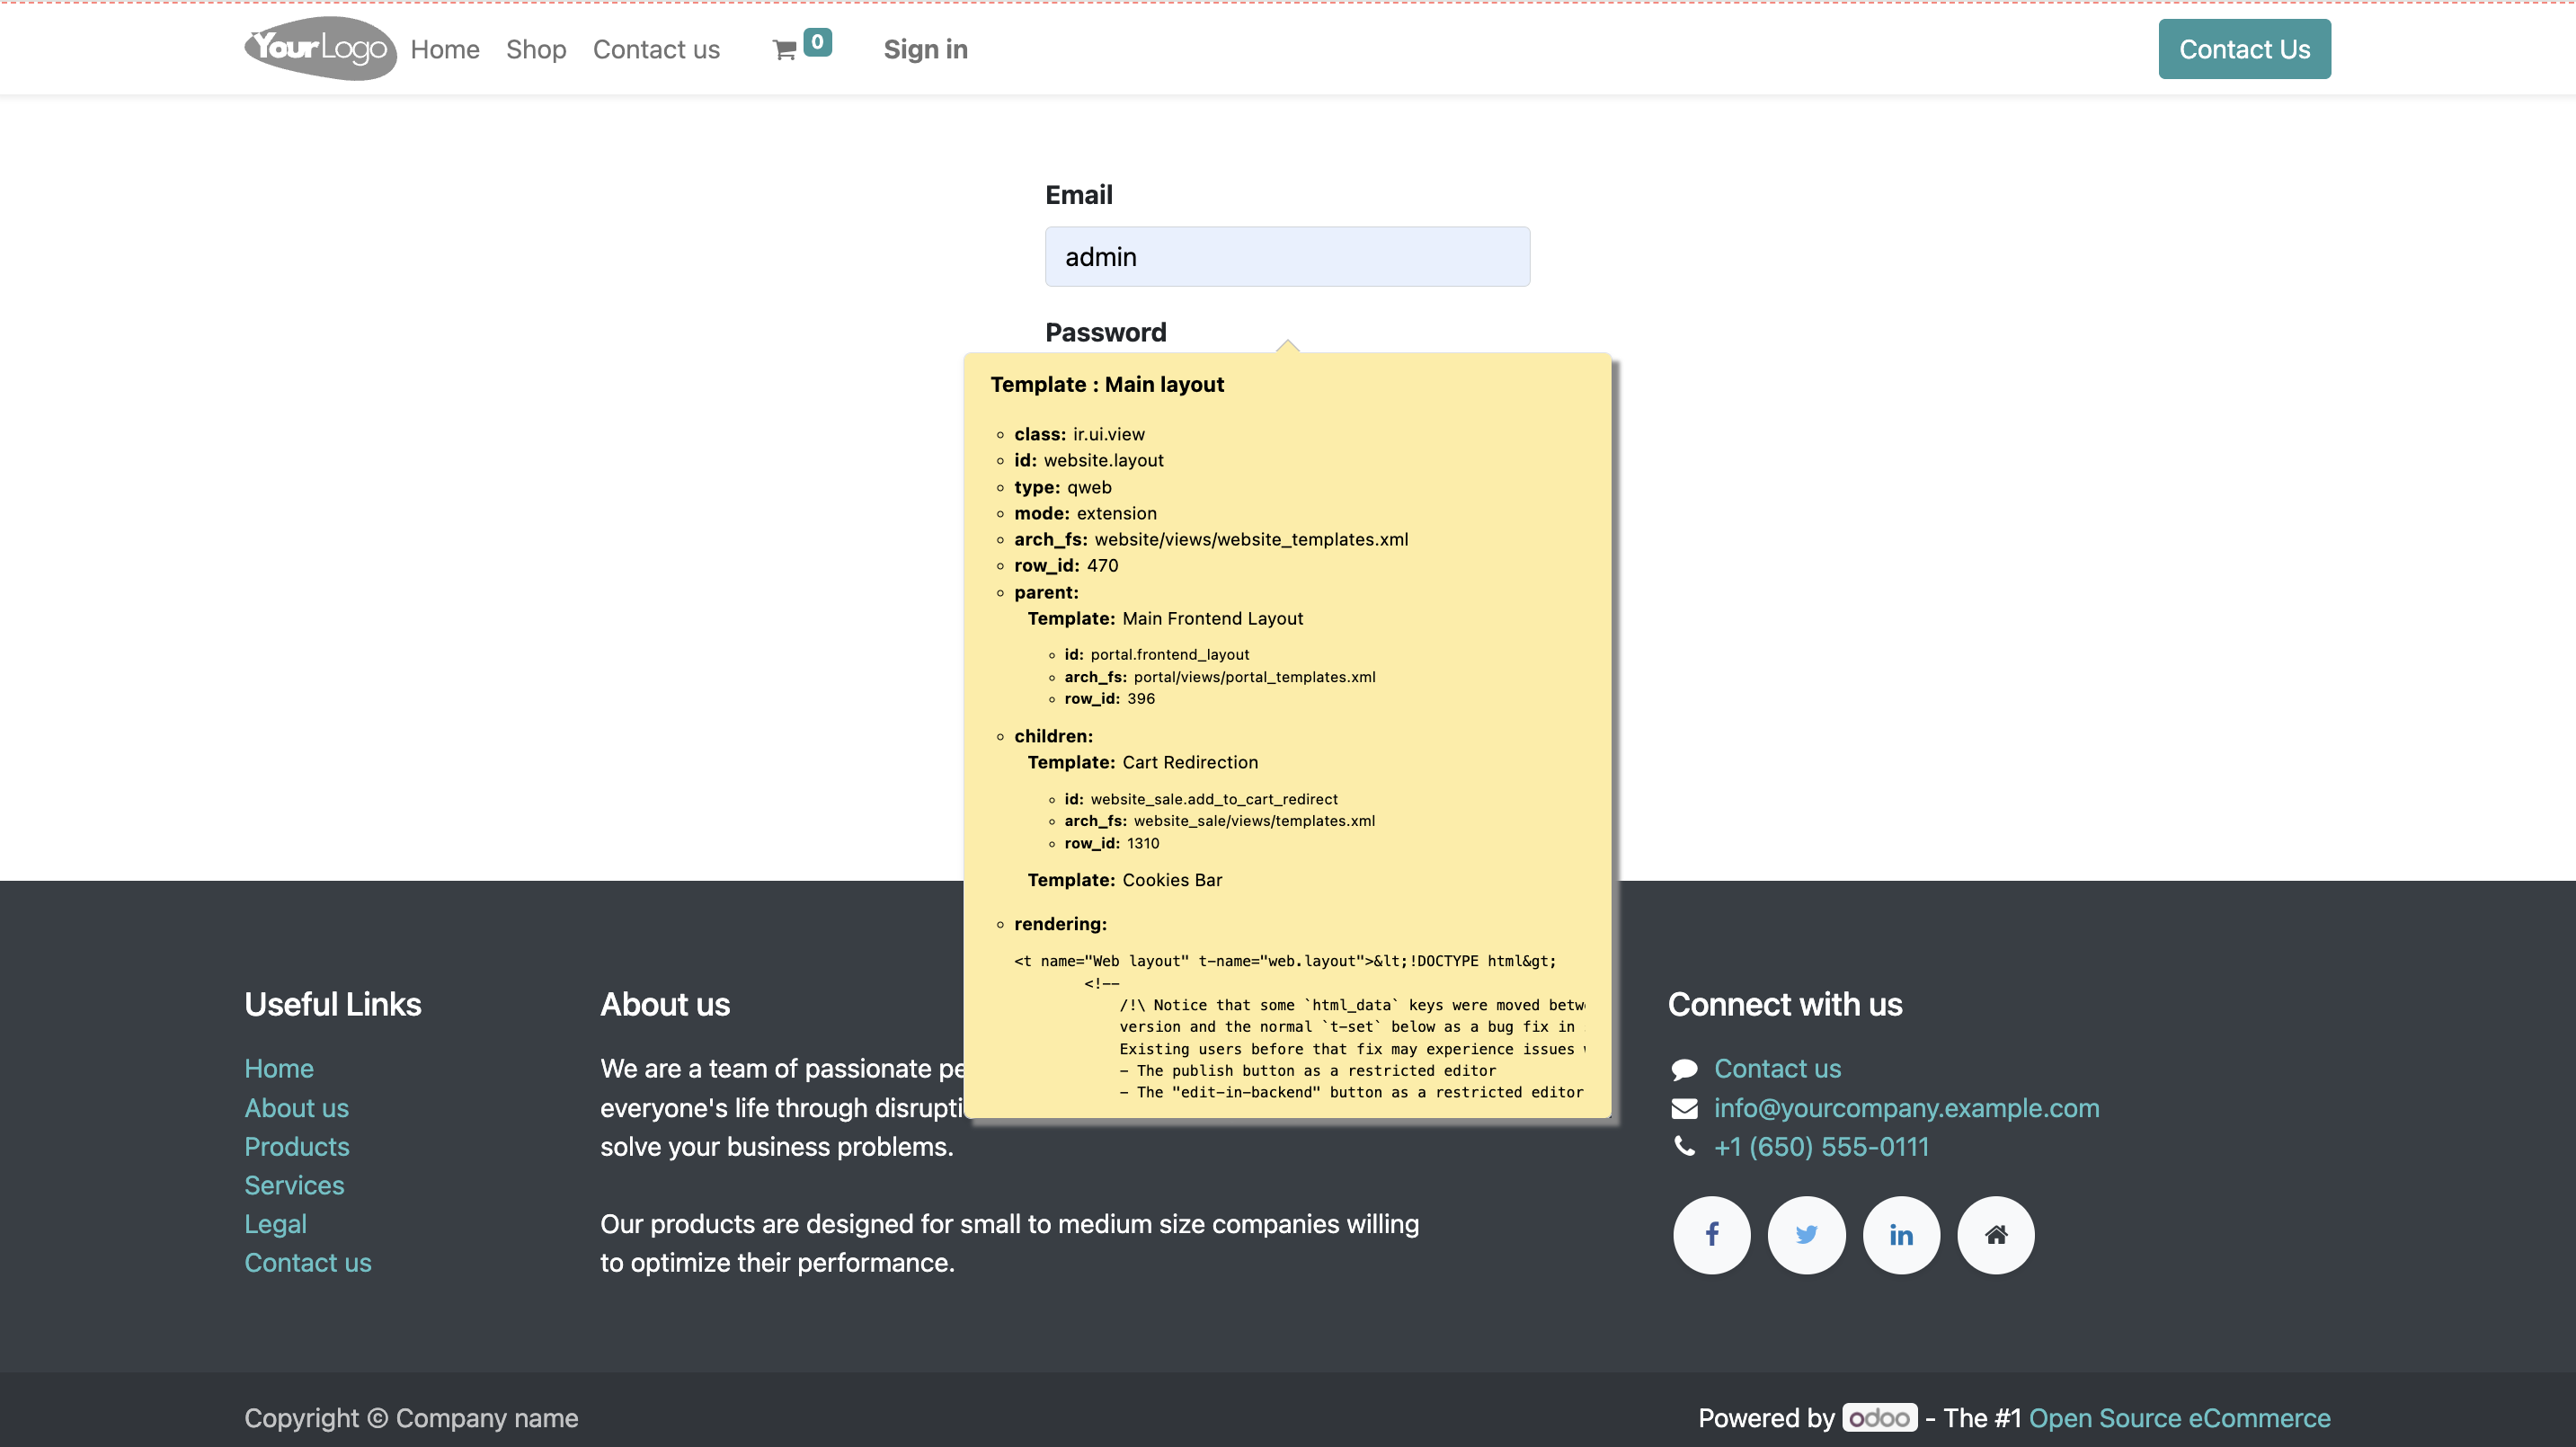 YourLogo Home Shop Contact us 0 Sign in Contact Us
Email
admin
Password
Template : Main layout
class: ir.ui.view
id: website.layout
type: qweb
mode: extension
arch_fs: website/views/website_templates.xml
row_id: 470
parent:
Template: Main Frontend Layout
id: portal.frontend_layout
arch_fs: portal/views/portal_templates.xml
row_id: 396
children:
Template: Cart Redirection
id: website_sale.add_to_cart_redirect
arch_fs: website_sale/views/templates.xml
row_id: 1310
Template: Cookies Bar
rendering:
<t name="Web layout" t-name="web.layout">&lt;!DOCTYPE html&gt;
<!--
/!\ Notice that some `html_data` keys were moved
version and the normal `t-set` below as a bug fix in
Existing users before that fix may experience issues
- The publish button as a restricted editor
- The "edit-in-backend" button as a restricted editor
Useful Links
Home
About us
Products
Services
Legal
Contact us
About us
We are a team of passionate
everyone's life through
solve your business problems.
Our products are designed for small to medium size companies willing
to optimize their performance.
Connect with us
Contact us
info@yourcompany.example.com
+1 (650) 555-0111
Copyright © Company name
Powered by odoo - The #1 Open Source eCommerce